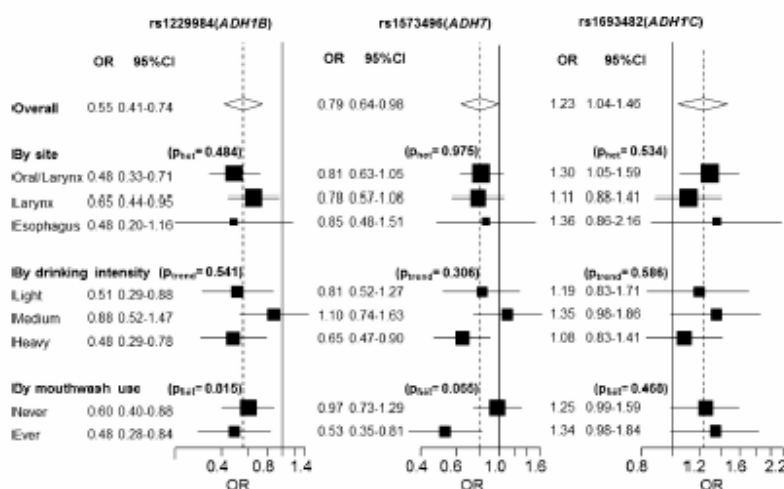 rs1229984(ADH1B) rs1573496(ADH7) rs1693482(ADH1C)
OR 95%CI OR 95%CI OR 95%CI
Overall 0.55 0.41-0.74 0.79 0.64-0.98 1.23 1.04-1.46
By site (phet= 0.484) (phet= 0.975) (phet= 0.534)
Oral/Larynx 0.48 0.33-0.71 0.81 0.63-1.05 1.30 1.05-1.59
Larynx 0.65 0.44-0.95 0.78 0.57-1.06 1.11 0.88-1.41
Esophagus 0.48 0.20-1.16 0.85 0.48-1.51 1.36 0.86-2.16
By drinking intensity (ptrend= 0.541) (ptrend= 0.306) (ptrend= 0.586)
Light 0.51 0.29-0.88 0.81 0.52-1.27 1.19 0.83-1.71
Medium 0.88 0.52-1.47 1.10 0.74-1.63 1.35 0.98-1.86
Heavy 0.48 0.29-0.78 0.65 0.47-0.90 1.08 0.83-1.41
By mouthwash use (phet= 0.015) (phet= 0.055) (phet= 0.468)
Never 0.60 0.40-0.88 0.97 0.73-1.29 1.25 0.99-1.59
Ever 0.48 0.28-0.84 0.53 0.35-0.81 1.34 0.98-1.84
0.4 0.8 1.4 0.4 0.6 1.0 1.6 0.8 1.2 1.6 2.2
OR OR OR